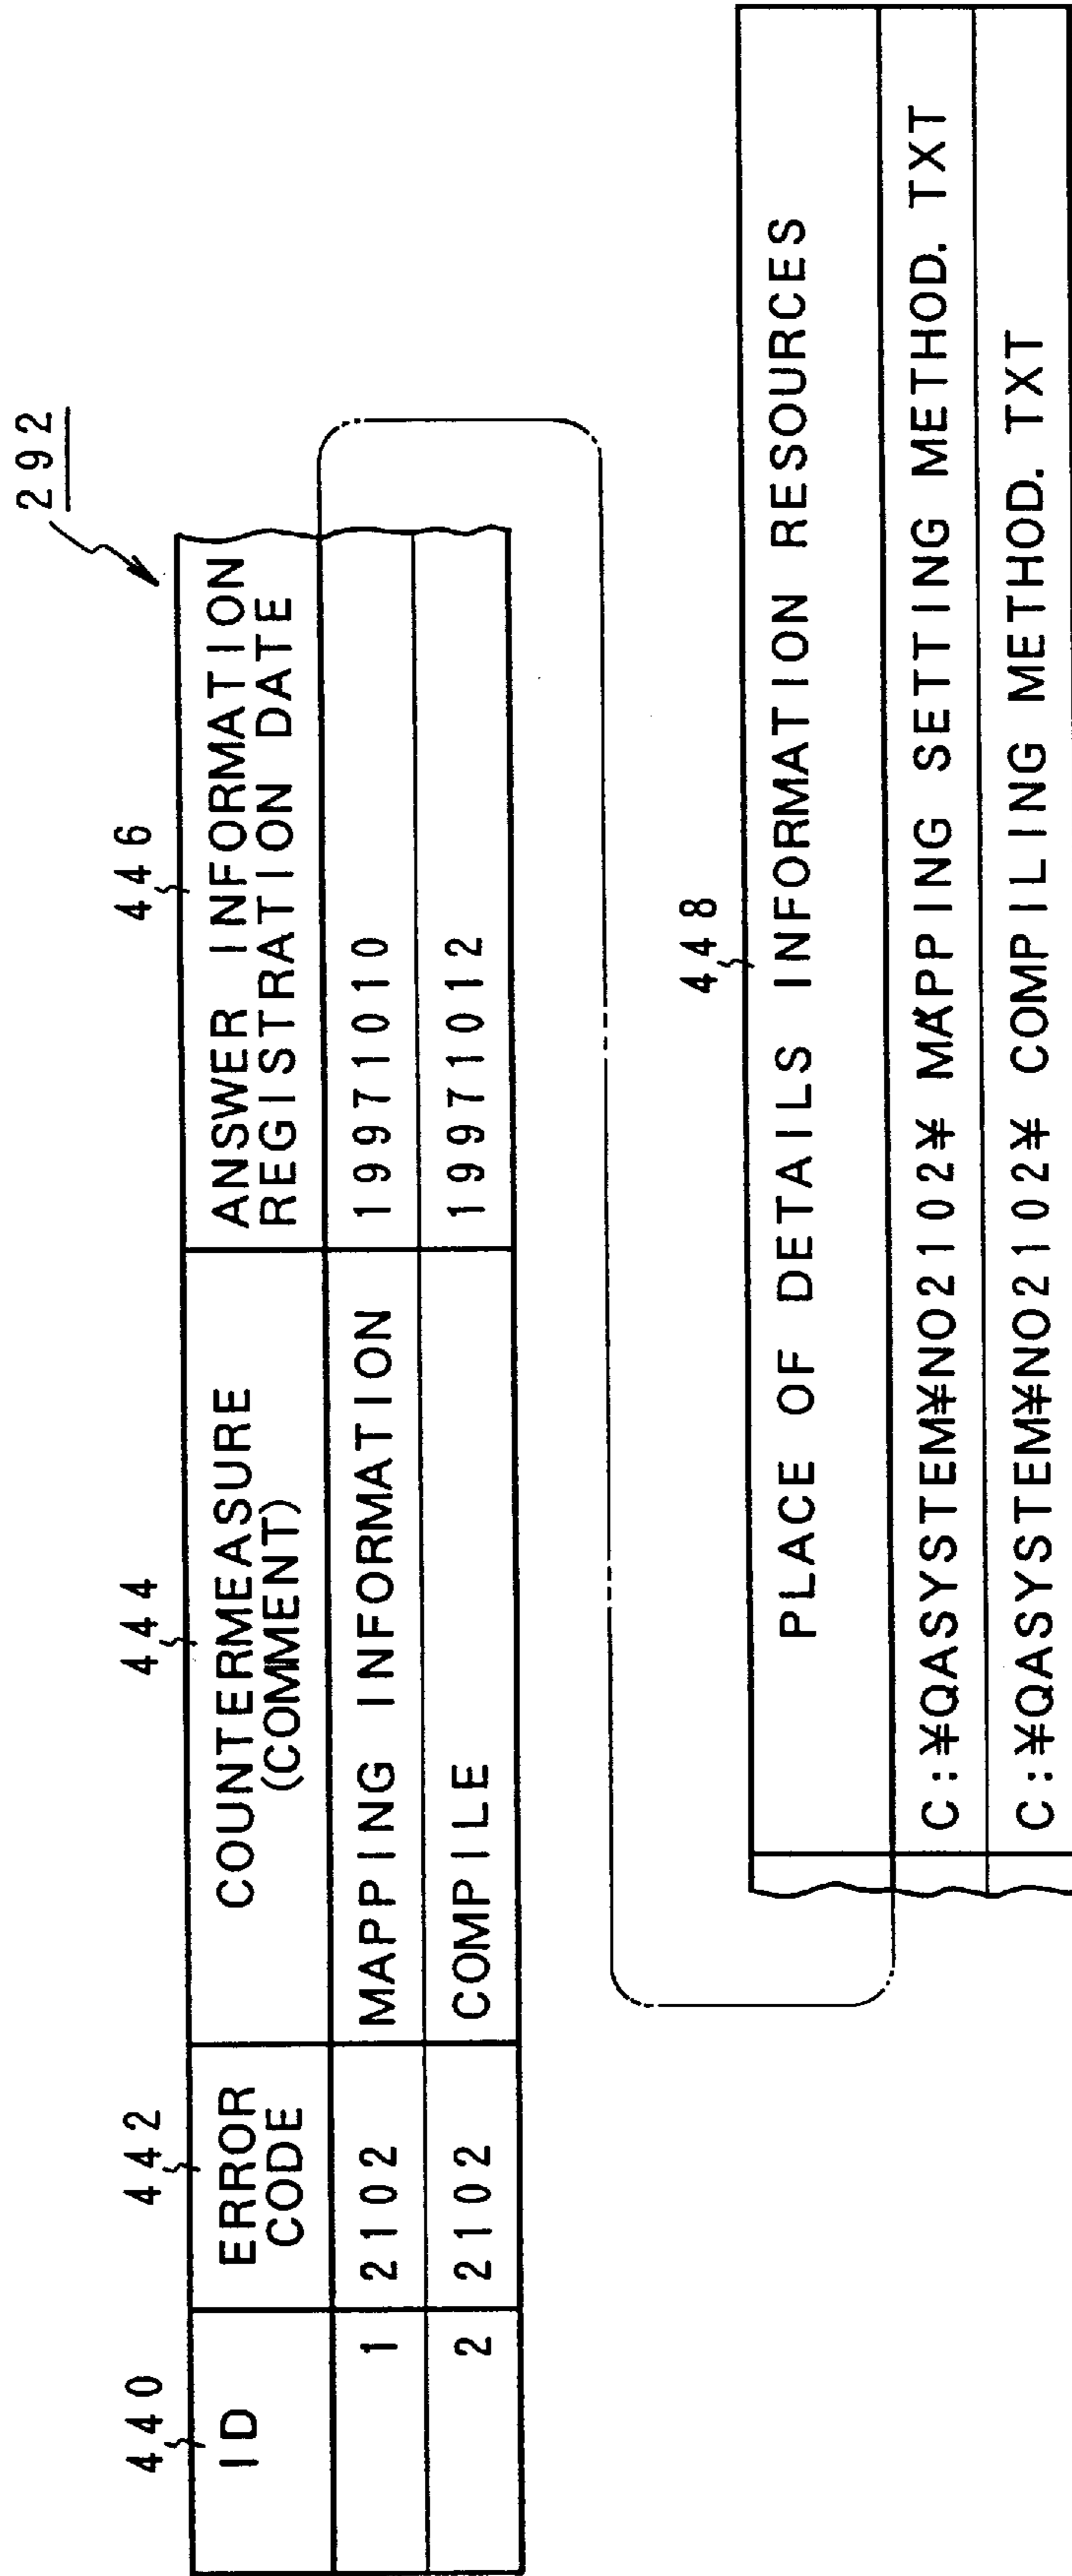 292
440 442 444 446
ID ERROR CODE COUNTERMEASURE (COMMENT) ANSWER INFORMATION REGISTRATION DATE
1 2102 MAPPING INFORMATION 19971010
2 2102 COMPILE 19971012
448
PLACE OF DETAILS INFORMATION RESOURCES
C:¥QASYSTEM¥NO2102¥ MAPPING SETTING METHOD. TXT
C:¥QASYSTEM¥NO2102¥ COMPILING METHOD. TXT